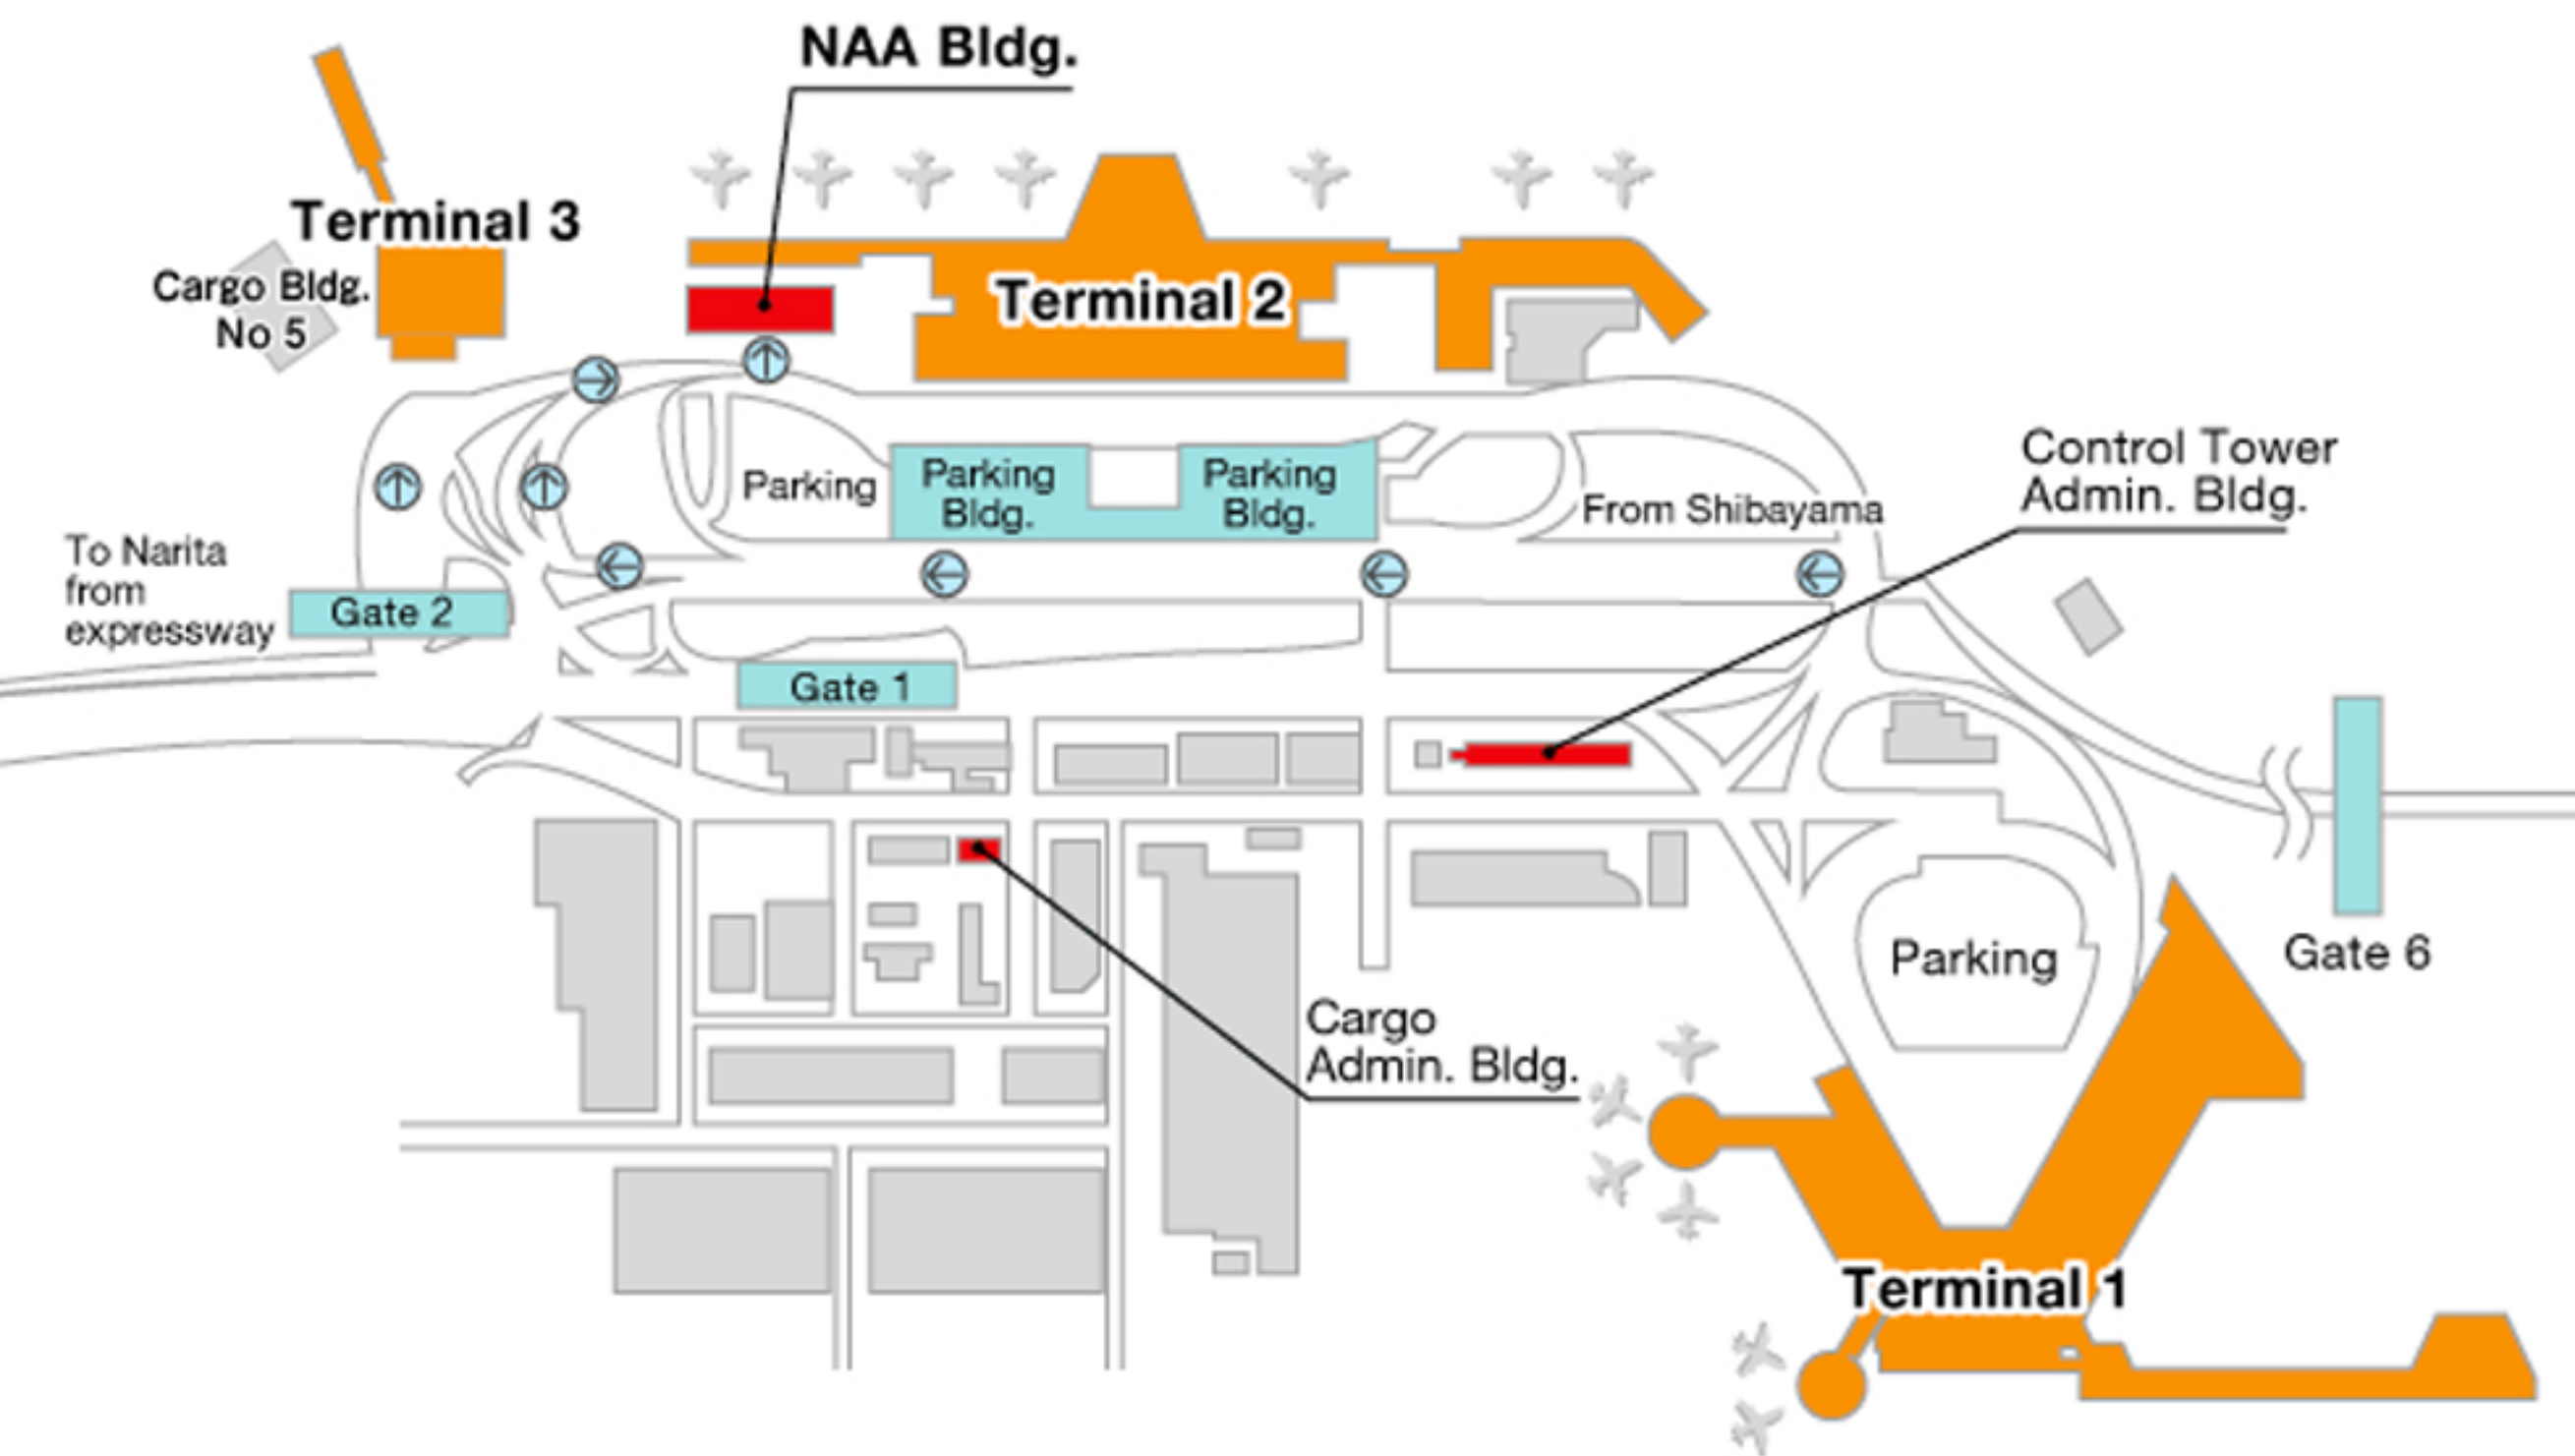 NAA Bldg.
Terminal 3
Cargo Bldg.
No 5
Terminal 2
Control Tower
Admin. Bldg.
Parking
Parking
Bldg.
Parking
Bldg.
From Shibayama
To Narita
from
expressway
Gate 2
Gate 1
Parking
Gate 6
Cargo
Admin. Bldg.
Terminal 1